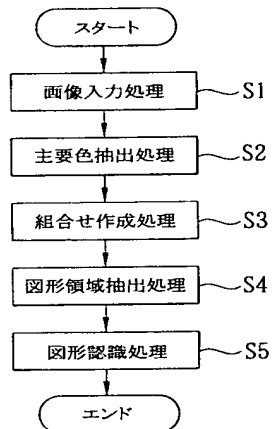 スタート
画像入力処理 S1
主要色抽出処理 S2
組合せ作成処理 S3
図形領域抽出処理 S4
図形認識処理 S5
エンド